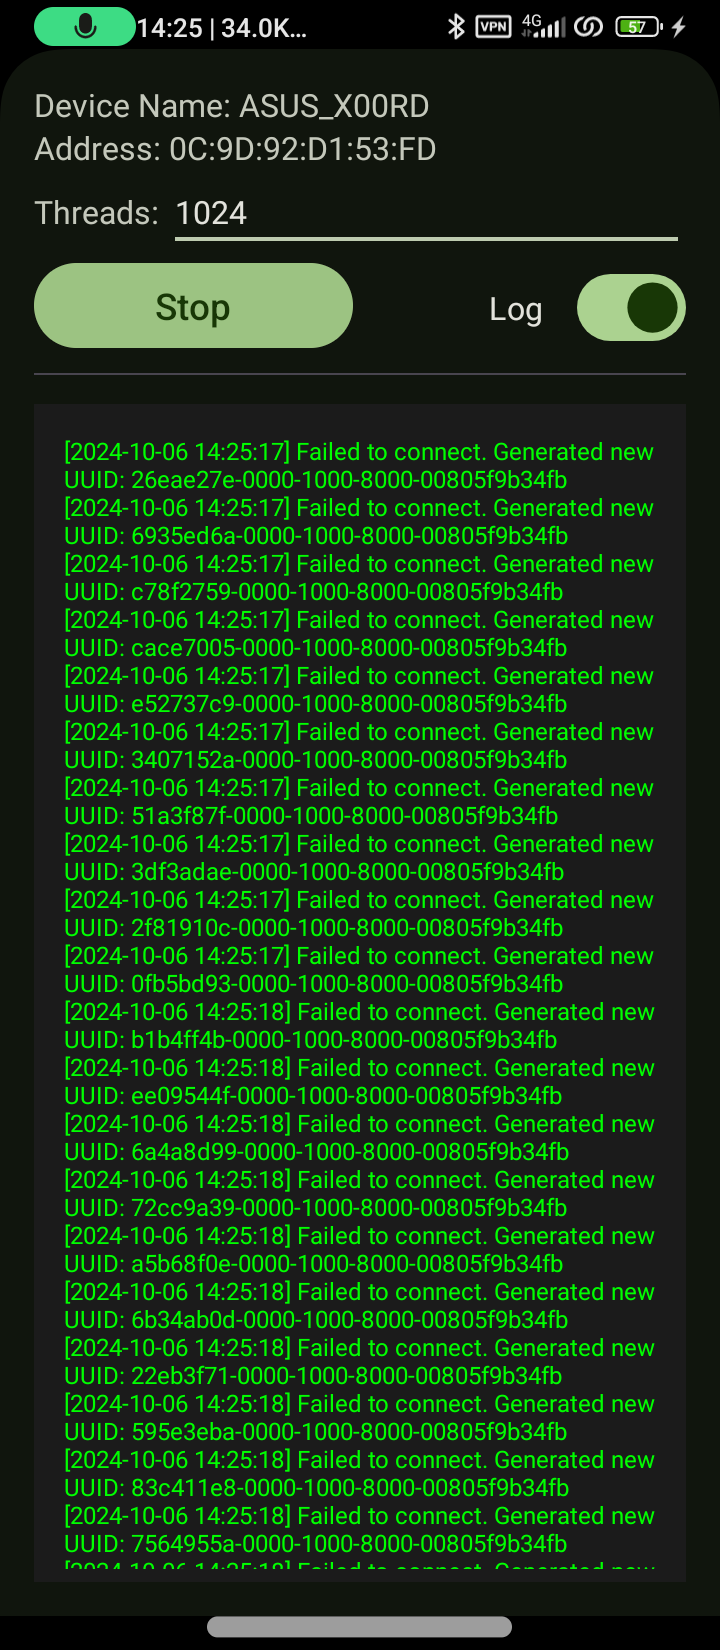 14:25 | 34.0K...
VPN 4G 57
Device Name: ASUS_X00RD
Address: 0C:9D:92:D1:53:FD
Threads: 1024
Stop
Log
[2024-10-06 14:25:17] Failed to connect. Generated new
UUID: 26eae27e-0000-1000-8000-00805f9b34fb
[2024-10-06 14:25:17] Failed to connect. Generated new
UUID: 6935ed6a-0000-1000-8000-00805f9b34fb
[2024-10-06 14:25:17] Failed to connect. Generated new
UUID: c78f2759-0000-1000-8000-00805f9b34fb
[2024-10-06 14:25:17] Failed to connect. Generated new
UUID: cace7005-0000-1000-8000-00805f9b34fb
[2024-10-06 14:25:17] Failed to connect. Generated new
UUID: e52737c9-0000-1000-8000-00805f9b34fb
[2024-10-06 14:25:17] Failed to connect. Generated new
UUID: 3407152a-0000-1000-8000-00805f9b34fb
[2024-10-06 14:25:17] Failed to connect. Generated new
UUID: 51a3f87f-0000-1000-8000-00805f9b34fb
[2024-10-06 14:25:17] Failed to connect. Generated new
UUID: 3df3adae-0000-1000-8000-00805f9b34fb
[2024-10-06 14:25:17] Failed to connect. Generated new
UUID: 2f81910c-0000-1000-8000-00805f9b34fb
[2024-10-06 14:25:17] Failed to connect. Generated new
UUID: 0fb5bd93-0000-1000-8000-00805f9b34fb
[2024-10-06 14:25:18] Failed to connect. Generated new
UUID: b1b4ff4b-0000-1000-8000-00805f9b34fb
[2024-10-06 14:25:18] Failed to connect. Generated new
UUID: ee09544f-0000-1000-8000-00805f9b34fb
[2024-10-06 14:25:18] Failed to connect. Generated new
UUID: 6a4a8d99-0000-1000-8000-00805f9b34fb
[2024-10-06 14:25:18] Failed to connect. Generated new
UUID: 72cc9a39-0000-1000-8000-00805f9b34fb
[2024-10-06 14:25:18] Failed to connect. Generated new
UUID: a5b68f0e-0000-1000-8000-00805f9b34fb
[2024-10-06 14:25:18] Failed to connect. Generated new
UUID: 6b34ab0d-0000-1000-8000-00805f9b34fb
[2024-10-06 14:25:18] Failed to connect. Generated new
UUID: 22eb3f71-0000-1000-8000-00805f9b34fb
[2024-10-06 14:25:18] Failed to connect. Generated new
UUID: 595e3eba-0000-1000-8000-00805f9b34fb
[2024-10-06 14:25:18] Failed to connect. Generated new
UUID: 83c411e8-0000-1000-8000-00805f9b34fb
[2024-10-06 14:25:18] Failed to connect. Generated new
UUID: 7564955a-0000-1000-8000-00805f9b34fb
[2024-10-06 14:25:18] Failed to connect. Generated new